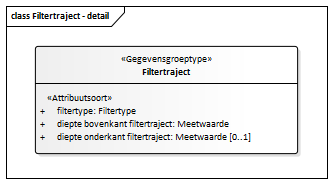 class Filtertraject - detail
«Gegevensgroeptype»
Filtertraject
«Attribuutsoort»
+ filtertype: Filtertype
+ diepte bovenkant filtertraject: Meetwaarde
+ diepte onderkant filtertraject: Meetwaarde [0..1]